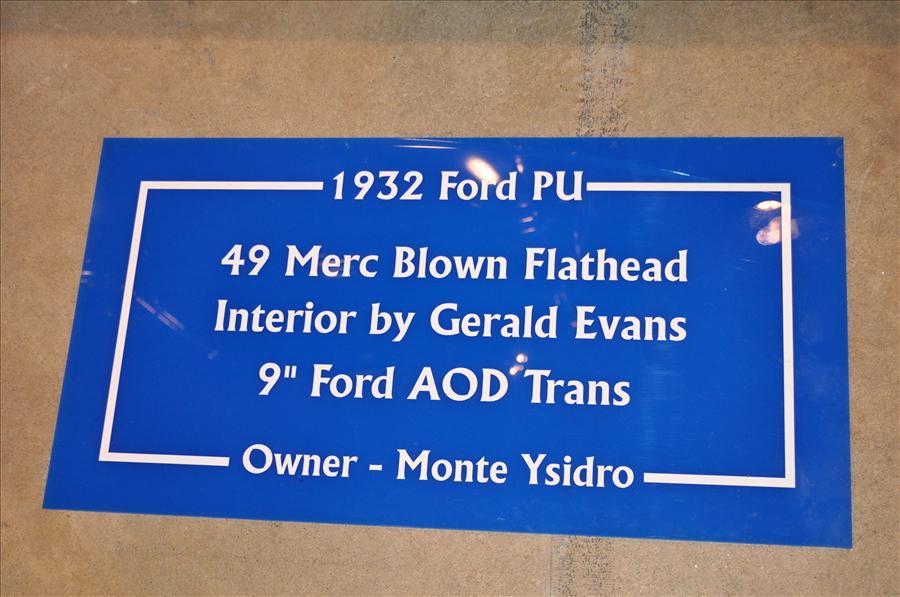 1932 Ford PU
49 Merc Blown Flathead
Interior by Gerald Evans
9" Ford AOD Trans
Owner - Monte Ysidro